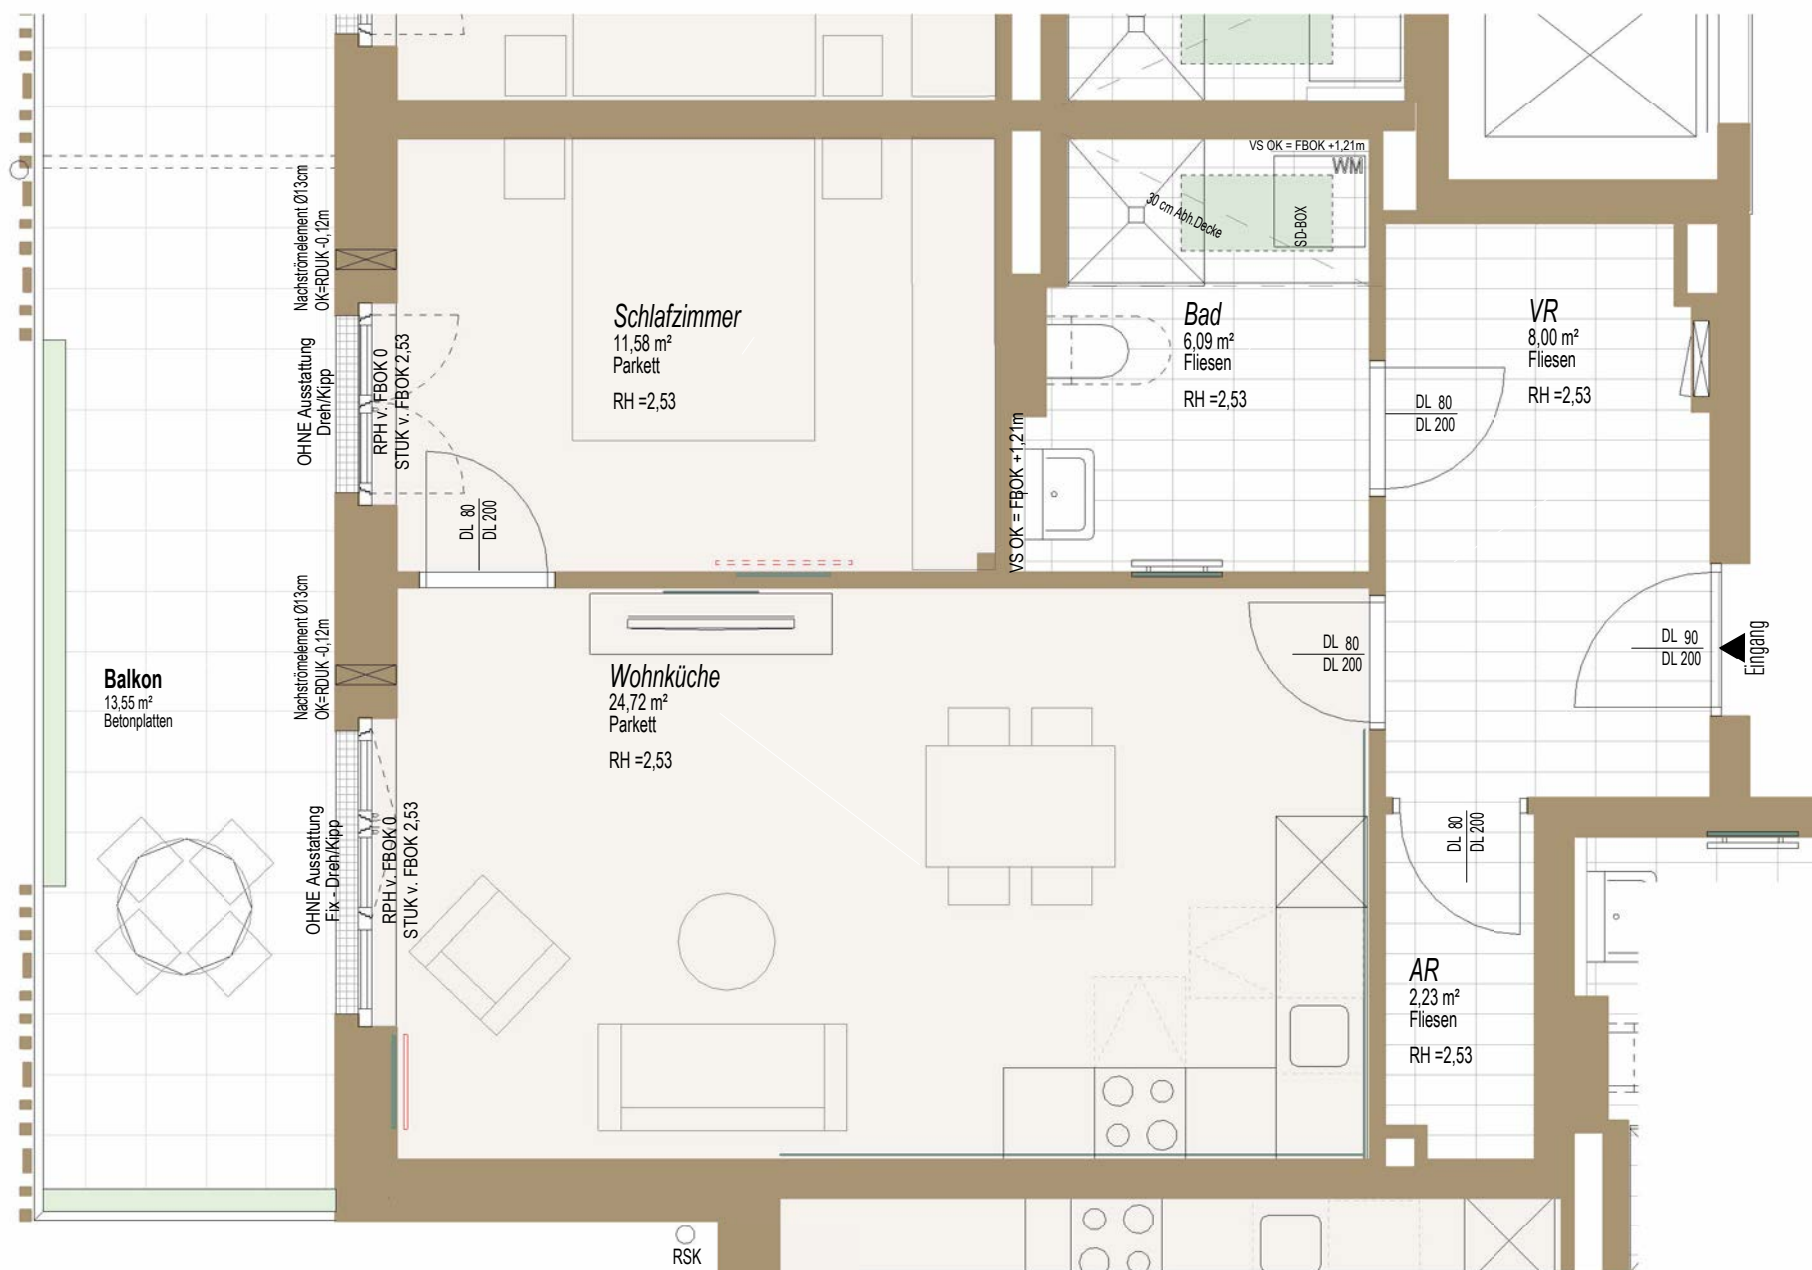 VS OK = FBOK +1,21m
WM
30 cm Abh.Decke
SD-BOX
Nachströmelement Ø13cm
OK=RDUK -0,12m
Schlafzimmer
11,58 m²
Parkett
RH =2,53
Bad
6,09 m²
Fliesen
RH =2,53
VR
8,00 m²
Fliesen
RH =2,53
OHNE Ausstattung
Dreh/Kipp
RPH v. FBOK 0
STUK v. FBOK 2,53
DL 80
DL 200
VS OK = FBOK +1,21m
DL 80
DL 200
Nachströmelement Ø13cm
OK=RDUK -0,12m
DL 80
DL 200
DL 90
DL 200
Eingang
Balkon
13,55 m²
Betonplatten
Wohnküche
24,72 m²
Parkett
RH =2,53
OHNE Ausstattung
Fix - Dreh/Kipp
RPH v. FBOK 0
STUK v. FBOK 2,53
DL 80
DL 200
AR
2,23 m²
Fliesen
RH =2,53
RSK